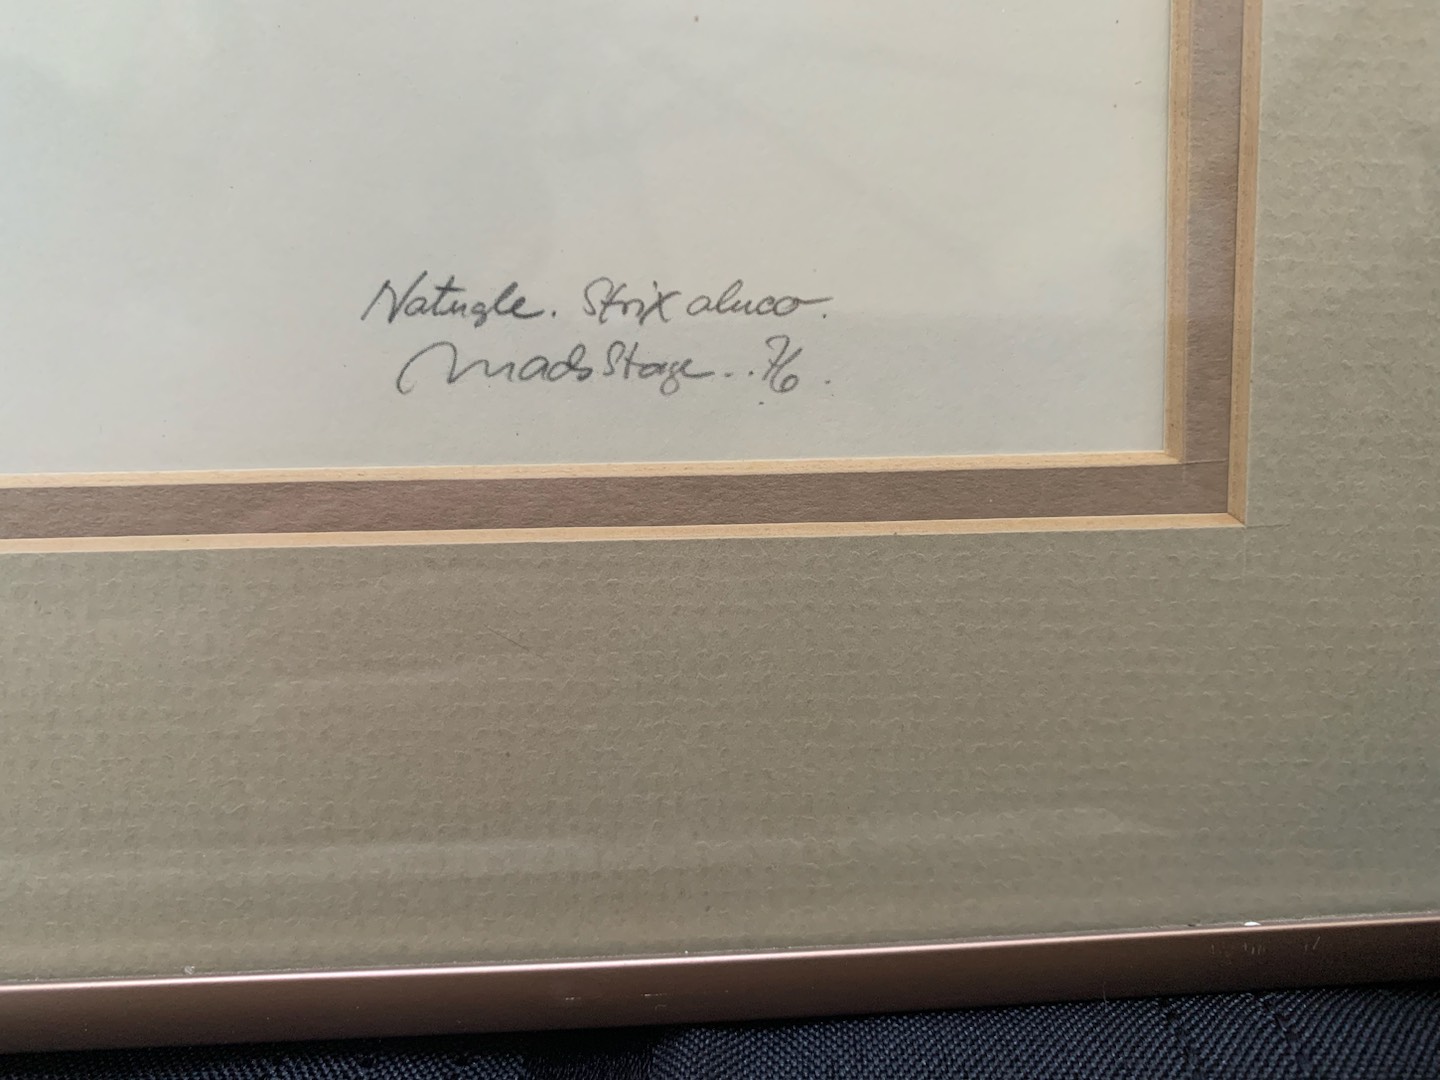 Natugle. Strix aluco.
Mads Stage.. 76.